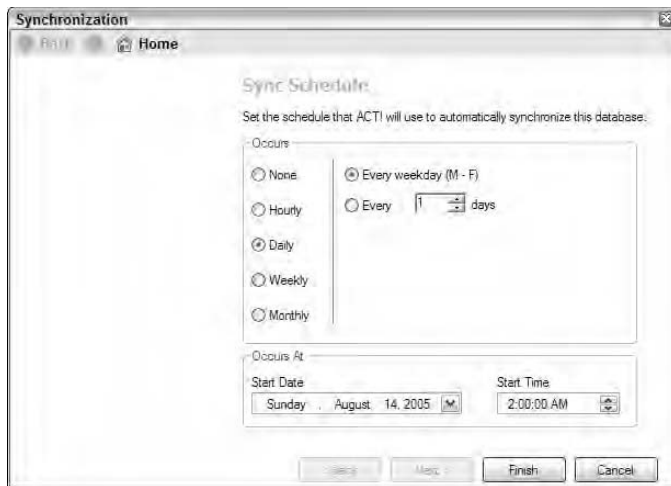 Synchronization
Back Home
Sync Schedule
Set the schedule that ACT! will use to automatically synchronize this database.
Occurs
None
Every weekday (M - F)
Hourly
Every 1 days
Daily
Weekly
Monthly
Occurs At
Start Date
Start Time
Sunday , August 14, 2005
2:00:00 AM
Next > Finish Cancel